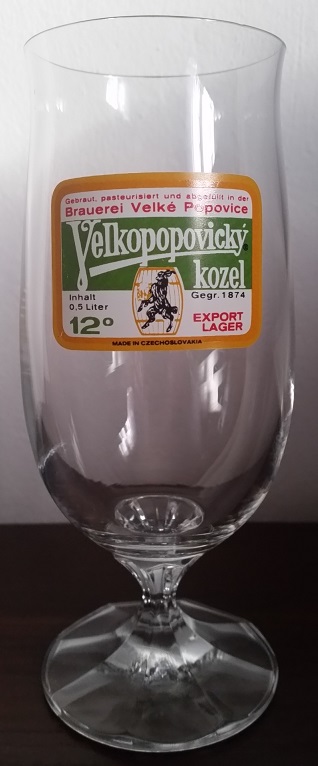 Gebraut, pasteurisiert und abgefüllt in der
Brauerei Velké Popovice
Velkopopovický
kozel
Inhalt
0,5 Liter
Gegr. 1874
12°
EXPORT
LAGER
MADE IN CZECHOSLOVAKIA